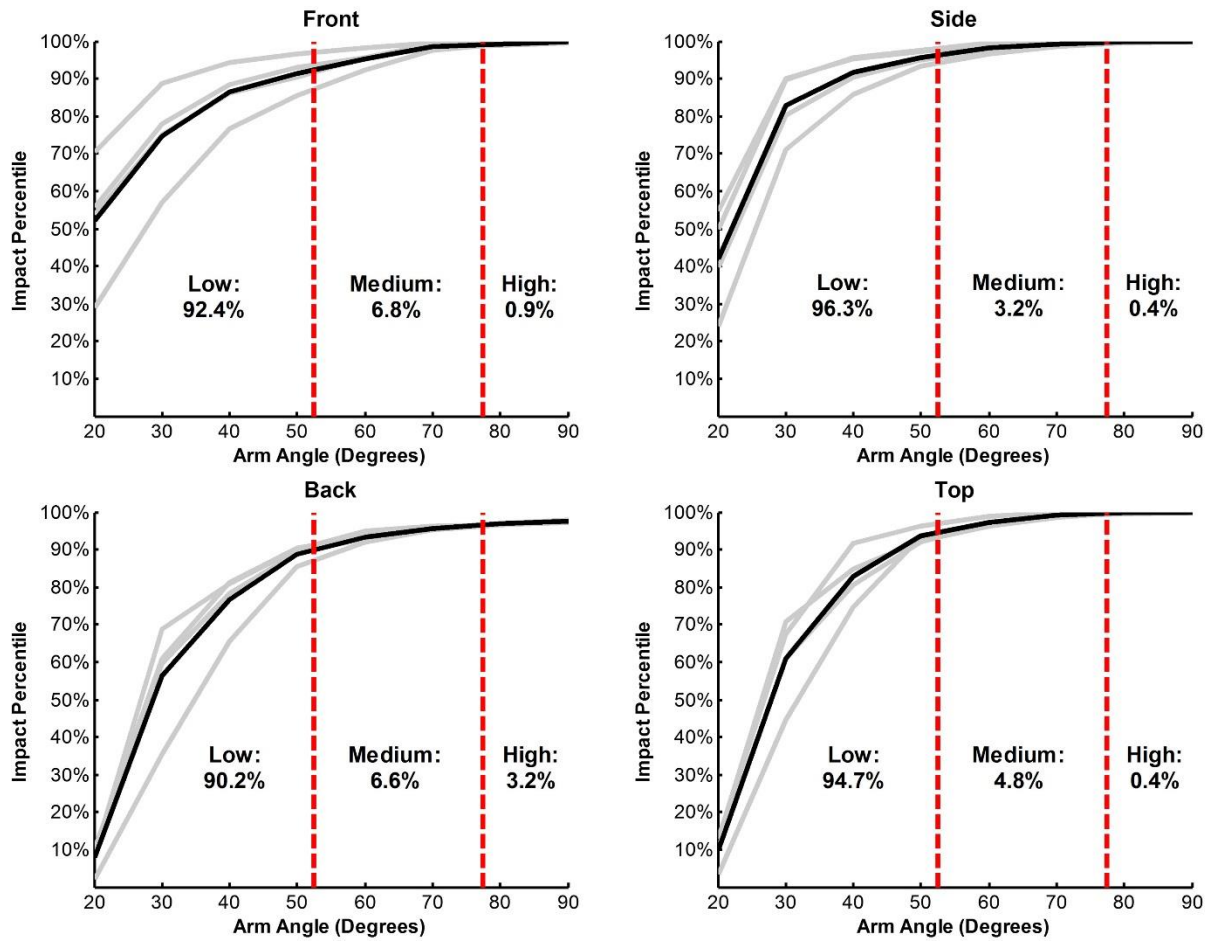 Front
Impact Percentile
100%
90%
80%
70%
60%
50%
40%
30%
20%
10%
Low:
92.4%
Medium:
6.8%
High:
0.9%
20 30 40 50 60 70 80 90
Arm Angle (Degrees)
Side
Impact Percentile
100%
90%
80%
70%
60%
50%
40%
30%
20%
10%
Low:
96.3%
Medium:
3.2%
High:
0.4%
20 30 40 50 60 70 80 90
Arm Angle (Degrees)
Back
Impact Percentile
100%
90%
80%
70%
60%
50%
40%
30%
20%
10%
Low:
90.2%
Medium:
6.6%
High:
3.2%
20 30 40 50 60 70 80 90
Arm Angle (Degrees)
Top
Impact Percentile
100%
90%
80%
70%
60%
50%
40%
30%
20%
10%
Low:
94.7%
Medium:
4.8%
High:
0.4%
20 30 40 50 60 70 80 90
Arm Angle (Degrees)